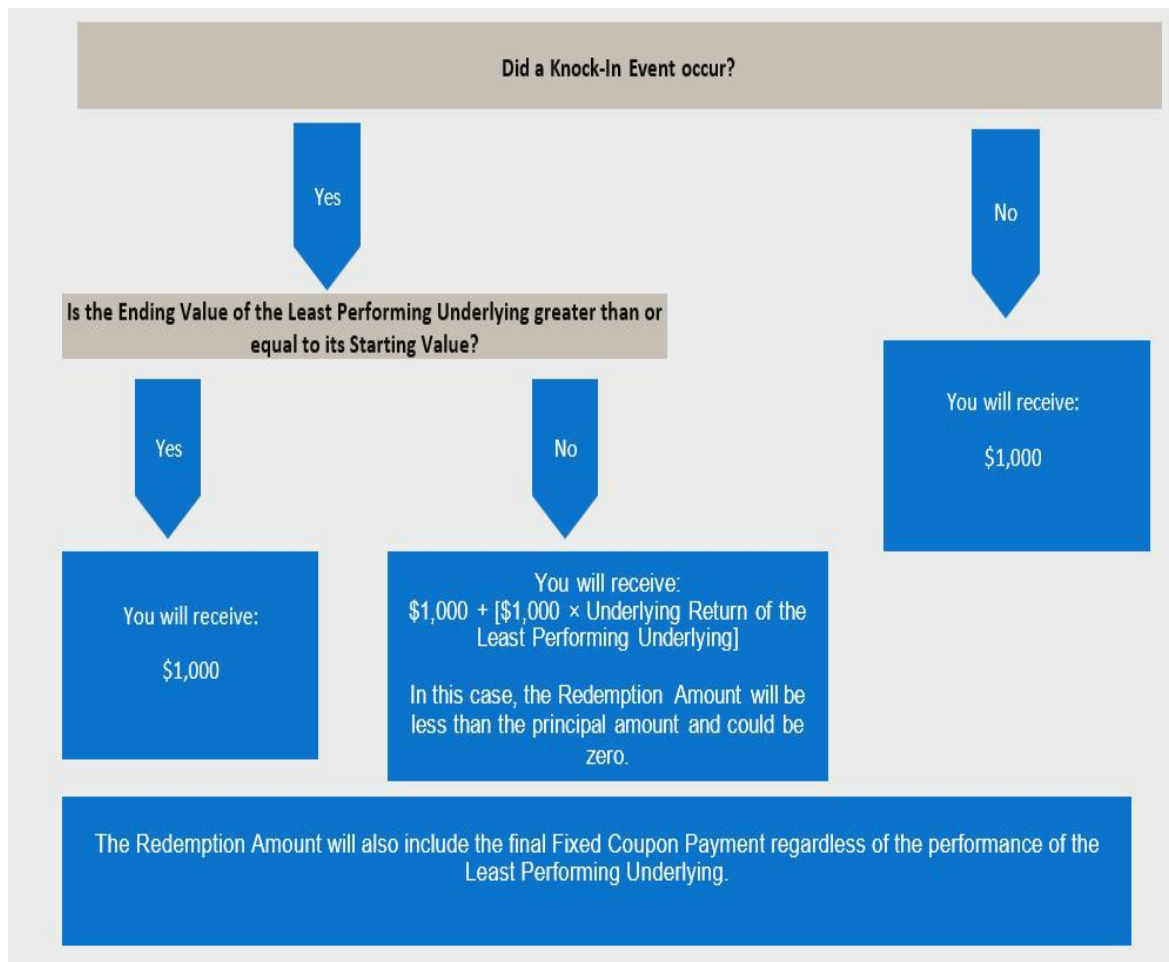 Did a Knock-In Event occur?
Yes
No
Is the Ending Value of the Least Performing Underlying greater than or
equal to its Starting Value?
Yes
No
You will receive:
$1,000
You will receive:
$1,000
You will receive:
$1,000 + [$1,000 × Underlying Return of the
Least Performing Underlying]
In this case, the Redemption Amount will be
less than the principal amount and could be
zero.
The Redemption Amount will also include the final Fixed Coupon Payment regardless of the performance of the
Least Performing Underlying.